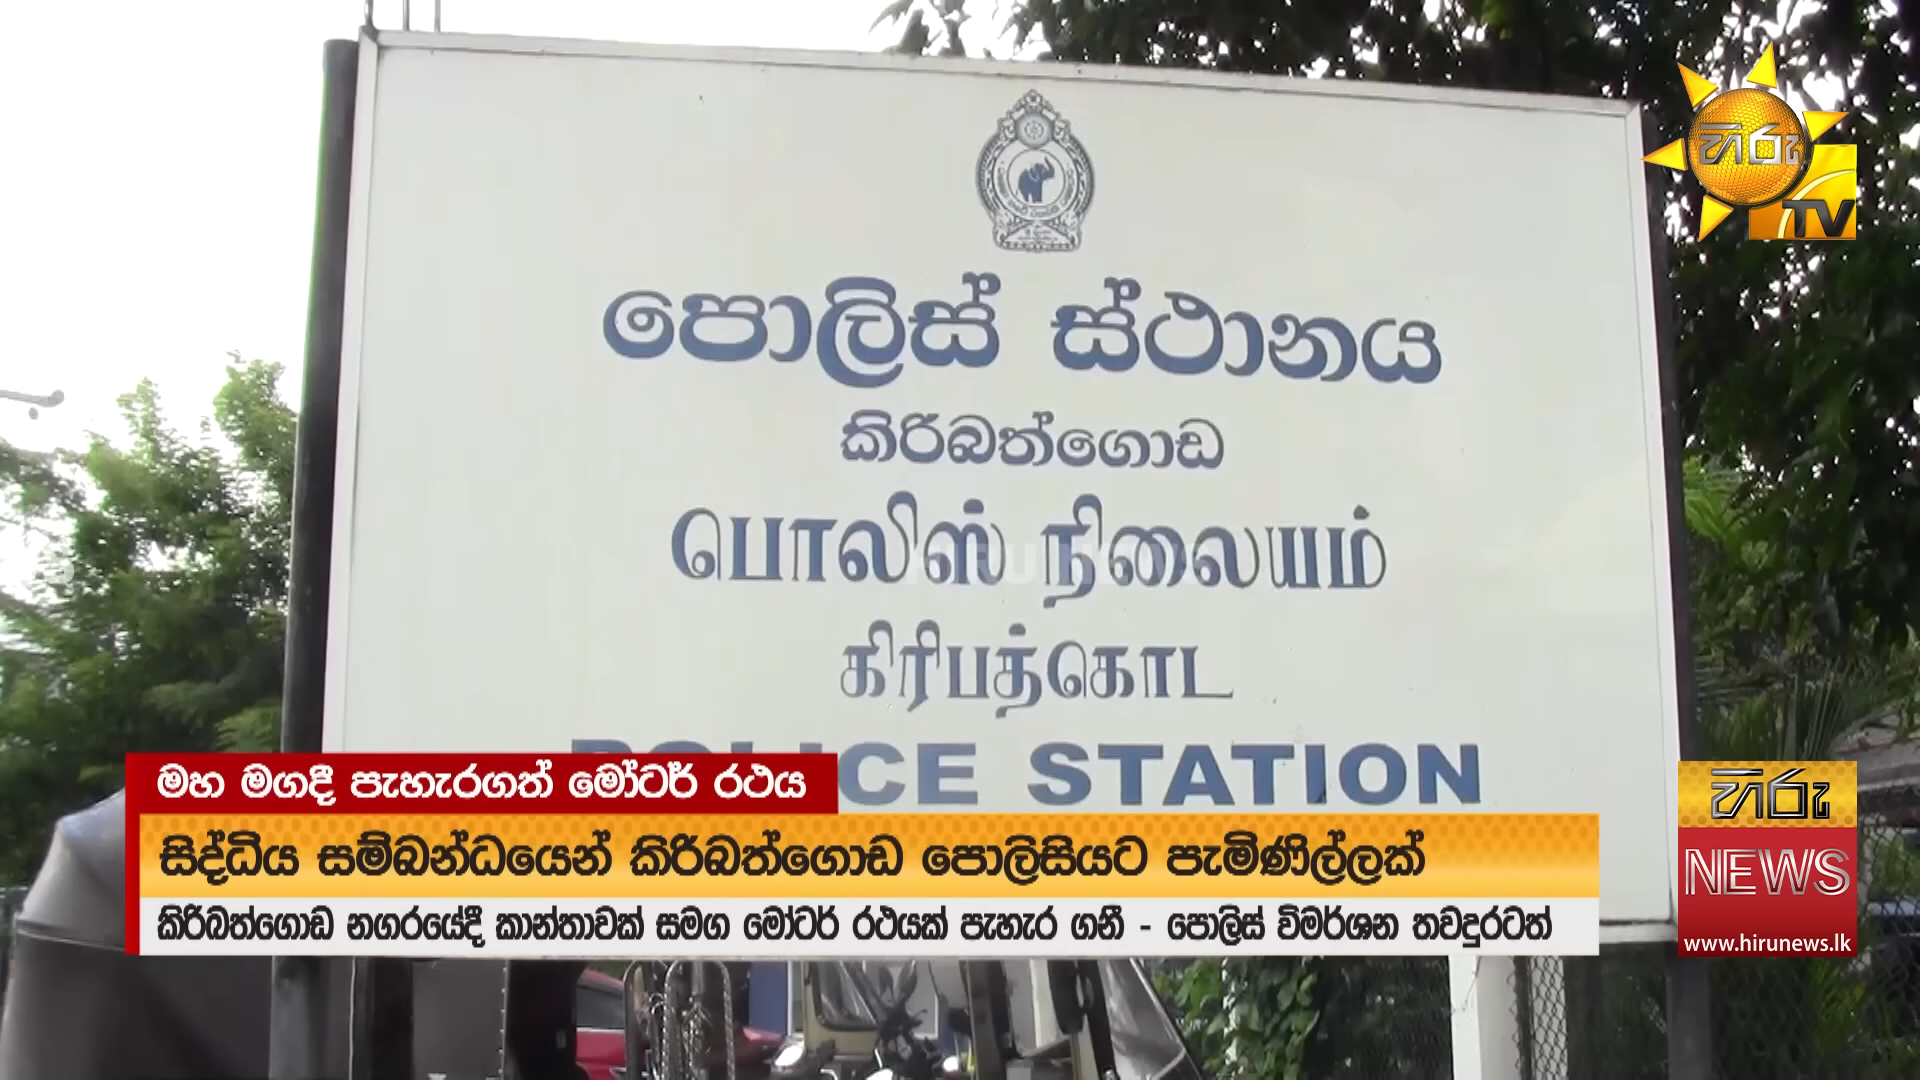 පොලිස් ස්ථානය
කිරිබත්ගොඩ
பொலிஸ் நிலையம்
கிரிபத்கொட
POLICE STATION
හිරු
TV
මහ මගදී පැහැරගත් මෝටර් රථය
සිද්ධිය සම්බන්ධයෙන් කිරිබත්ගොඩ පොලිසියට පැමිණිල්ලක්
කිරිබත්ගොඩ නගරයේදී කාන්තාවක් සමග මෝටර් රථයක් පැහැර ගනී - පොලිස් විමර්ශන තවදුරටත්
හිරු
NEWS
www.hirunews.lk